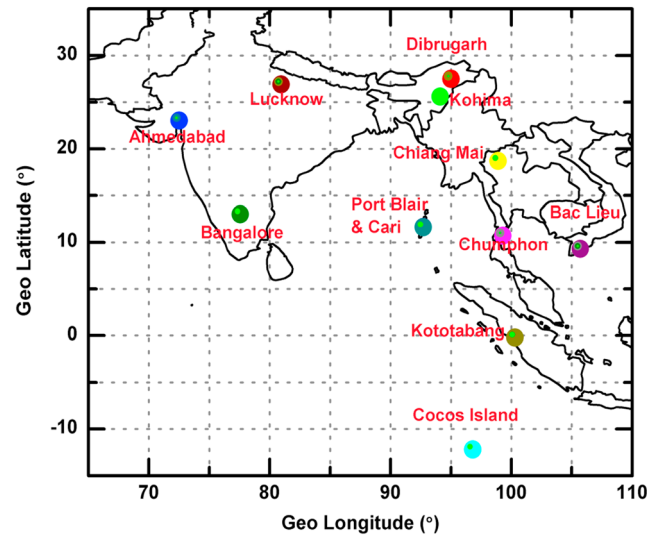 30
20
10
0
-10
70
80
90
100
110
Geo Latitude (°)
Geo Longitude (°)
Dibrugarh
Lucknow
Kohima
Ahmedabad
Chiang Mai
Port Blair
& Cari
Bac Lieu
Bangalore
Chumphon
Kototabang
Cocos Island